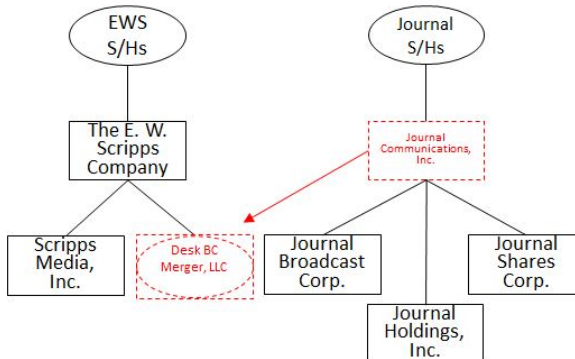 EWS
S/Hs
Journal
S/Hs
The E. W.
Scripps
Company
Journal
Communications,
Inc.
Scripps
Media,
Inc.
Desk BC
Merger, LLC
Journal
Broadcast
Corp.
Journal
Holdings,
Inc.
Journal
Shares
Corp.